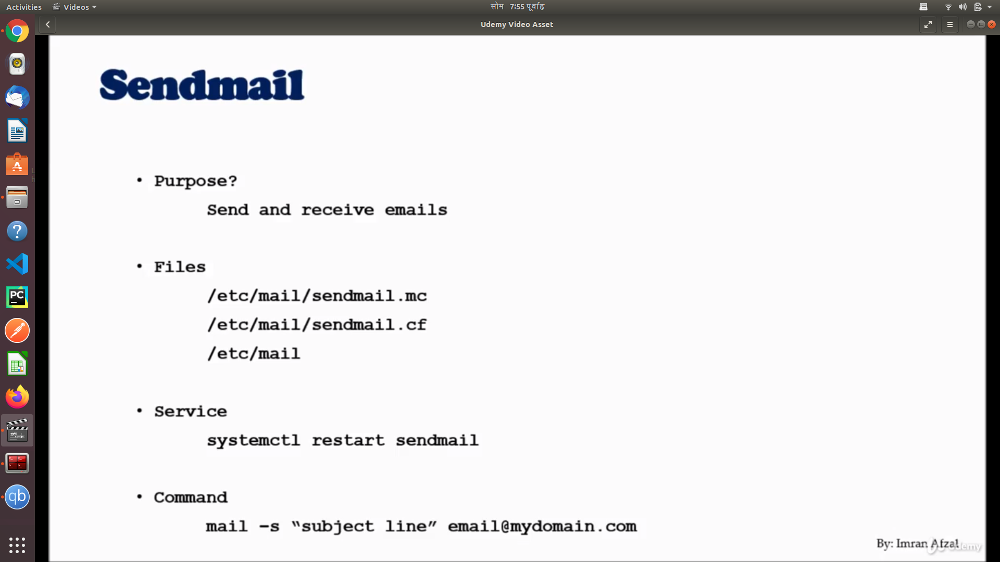 Activities Videos सोम 7:55 पूर्वाह्न
Udemy Video Asset
Sendmail
• Purpose?
Send and receive emails
• Files
/etc/mail/sendmail.mc
/etc/mail/sendmail.cf
/etc/mail
• Service
systemctl restart sendmail
• Command
mail –s “subject line” email@mydomain.com
By: Imran Afzal
Udemy
PC
qb